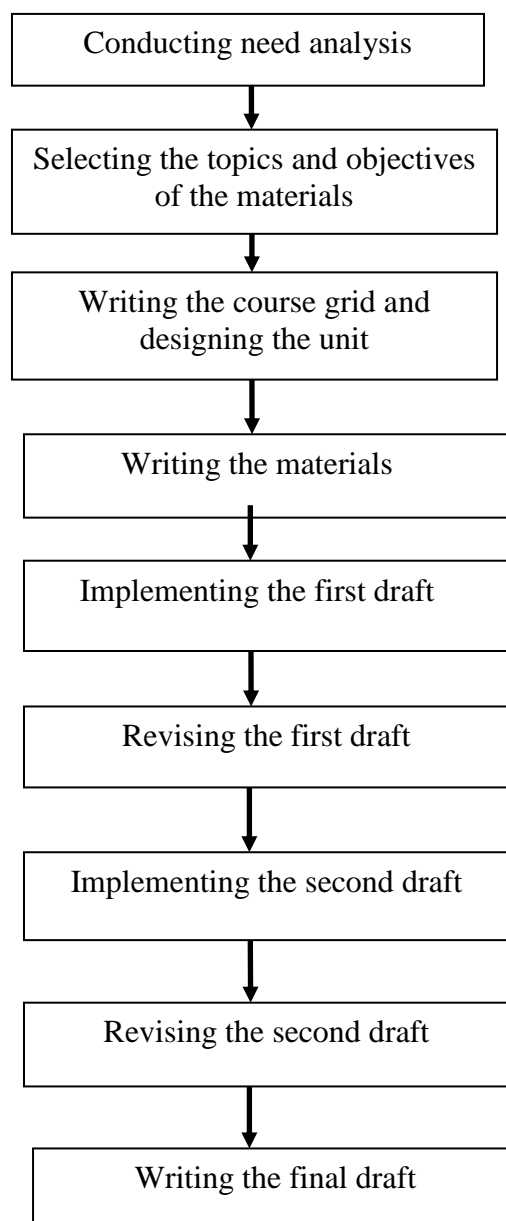 Conducting need analysis
Selecting the topics and objectives
of the materials
Writing the course grid and
designing the unit
Writing the materials
Implementing the first draft
Revising the first draft
Implementing the second draft
Revising the second draft
Writing the final draft